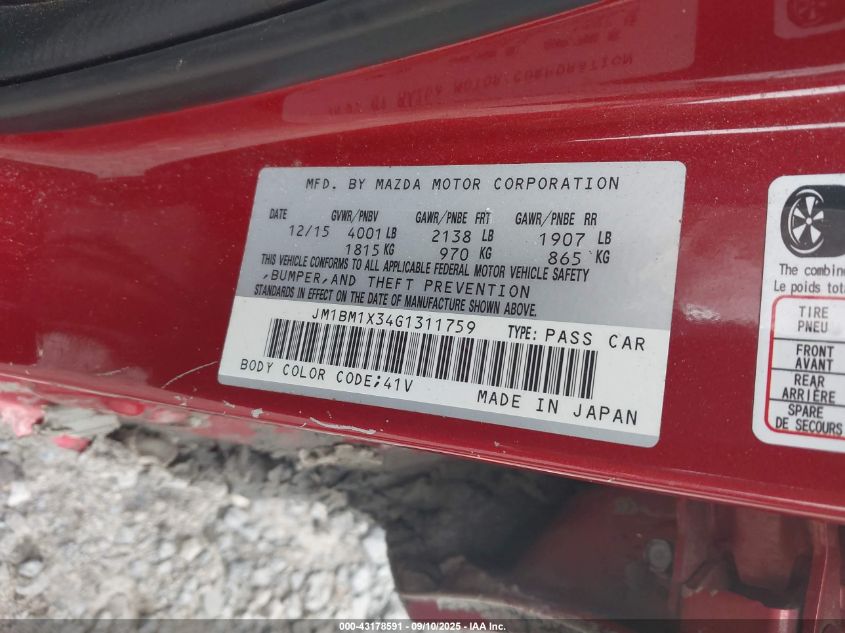 MFD. BY MAZDA MOTOR CORPORATION
DATE GVWR/PNBV GAWR/PNBE FRT GAWR/PNBE RR
12/15 4001 LB 2138 LB 1907 LB
1815 KG 970 KG 865 KG
THIS VEHICLE CONFORMS TO ALL APPLICABLE FEDERAL MOTOR VEHICLE SAFETY
,BUMPER,AND THEFT PREVENTION
STANDARDS IN EFFECT ON THE DATE OF MANUFACTURE SHOWN ABOVE.
JM1BM1X34G1311759 TYPE: PASS CAR
BODY COLOR CODE;41V
MADE IN JAPAN
The combine
Le poids tota
TIRE
PNEU
FRONT
AVANT
REAR
ARRIÈRE
SPARE
DE SECOURS
000-43178591 - 09/10/2025 - IAA Inc.